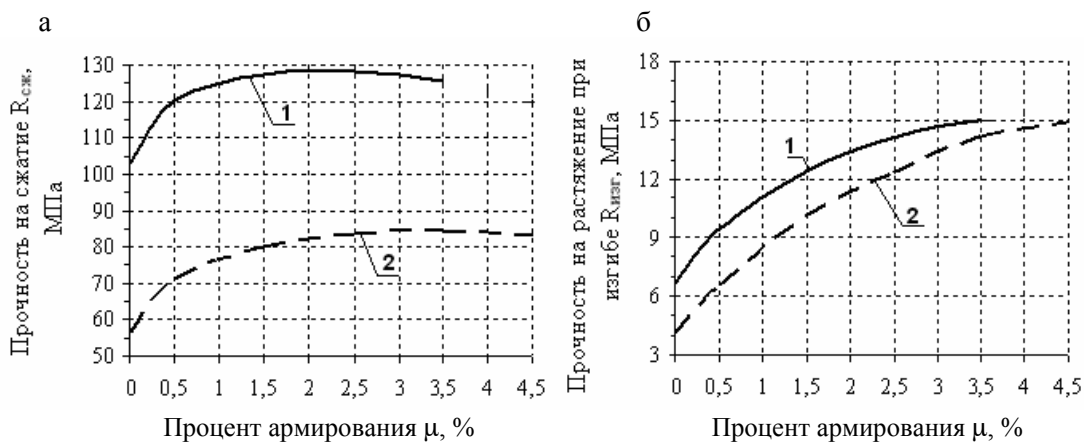 а
Прочность на сжатие Rсж,
МПа
130
120
110
100
90
80
70
60
50
1
2
0 0,5 1 1,5 2 2,5 3 3,5 4 4,5
Процент армирования μ, %
б
Прочность на растяжение при
изгибе Rизг, МПа
18
15
12
9
6
3
1
2
0 0,5 1 1,5 2 2,5 3 3,5 4 4,5
Процент армирования μ, %